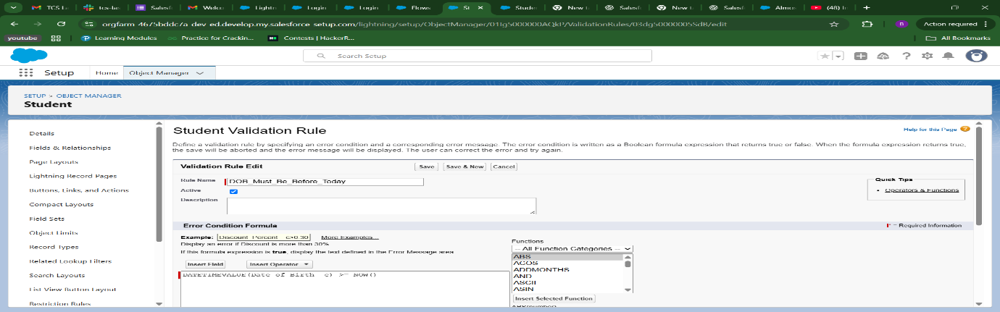 TCS La
tcs-las
Salesf
Welco
Lightn
Login
Login
Flows
St
Stude
New t
Salesf
New t
Salesf
Almos
(48) I
orgfarm-4675bddc7a-dev-ed.develop.my.salesforce-setup.com/lightning/setup/ObjectManager/01Ig5000000AQkP/ValidationRules/03dg50000005SdB/edit
B
Action required
youtube
Learning Modules
Practice for Crackin...
Contests | HackerR...
All Bookmarks
Search Setup
Setup
Home
Object Manager
SETUP > OBJECT MANAGER
Student
Details
Fields & Relationships
Page Layouts
Lightning Record Pages
Buttons, Links, and Actions
Compact Layouts
Field Sets
Object Limits
Record Types
Related Lookup Filters
Search Layouts
List View Button Layout
Restriction Rules
Student Validation Rule
Help for this Page
Define a validation rule by specifying an error condition and a corresponding error message. The error condition is written as a Boolean formula expression that returns true or false. When the formula expression returns true,
the save will be aborted and the error message will be displayed. The user can correct the error and try again.
Validation Rule Edit
Save
Save & New
Cancel
Rule Name
DOB_Must_Be_Before_Today
Active
Description
Quick Tips
• Operators & Functions
Error Condition Formula
= Required Information
Example: Discount_Percent__c>0.30 More Examples...
Display an error if Discount is more than 30%
If this formula expression is true, display the text defined in the Error Message area
Insert Field
Insert Operator
DATETIMEVALUE(Date_of_Birth__c) >= NOW()
Functions
-- All Function Categories --
ABS
ACOS
ADDMONTHS
AND
ASCII
ASIN
Insert Selected Function
ABS(number)